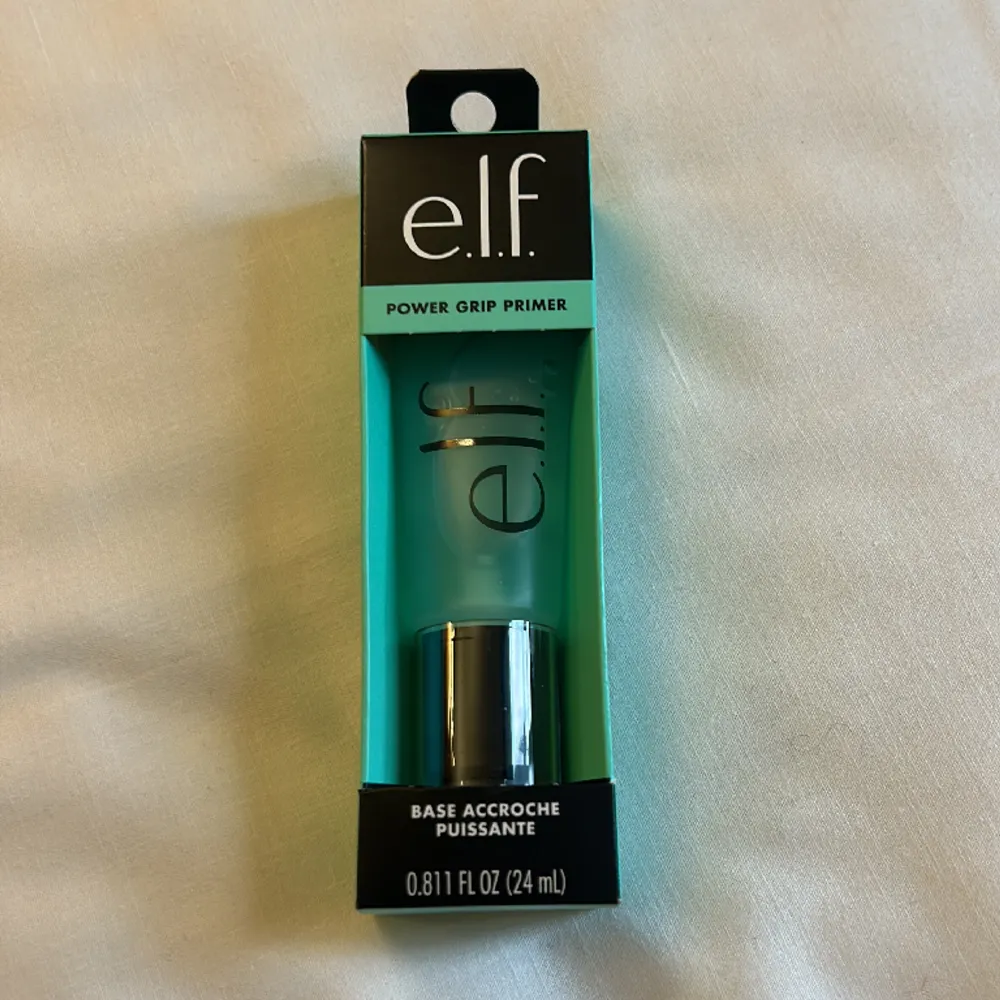 e.l.f.
POWER GRIP PRIMER
e.l.f.
BASE ACCROCHE
PUISSANTE
0.811 FL OZ (24 mL)